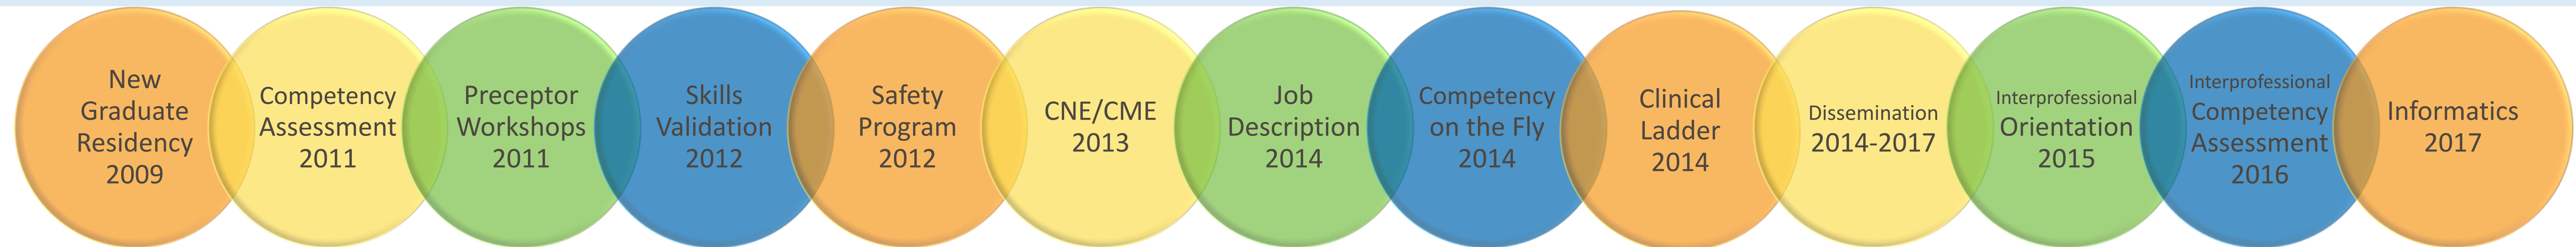 New
Graduate
Residency
2009
Competency
Assessment
2011
Preceptor
Workshops
2011
Skills
Validation
2012
Safety
Program
2012
CNE/CME
2013
Job
Description
2014
Competency
on the Fly
2014
Clinical
Ladder
2014
Dissemination
2014-2017
Interprofessional
Orientation
2015
Interprofessional
Competency
Assessment
2016
Informatics
2017